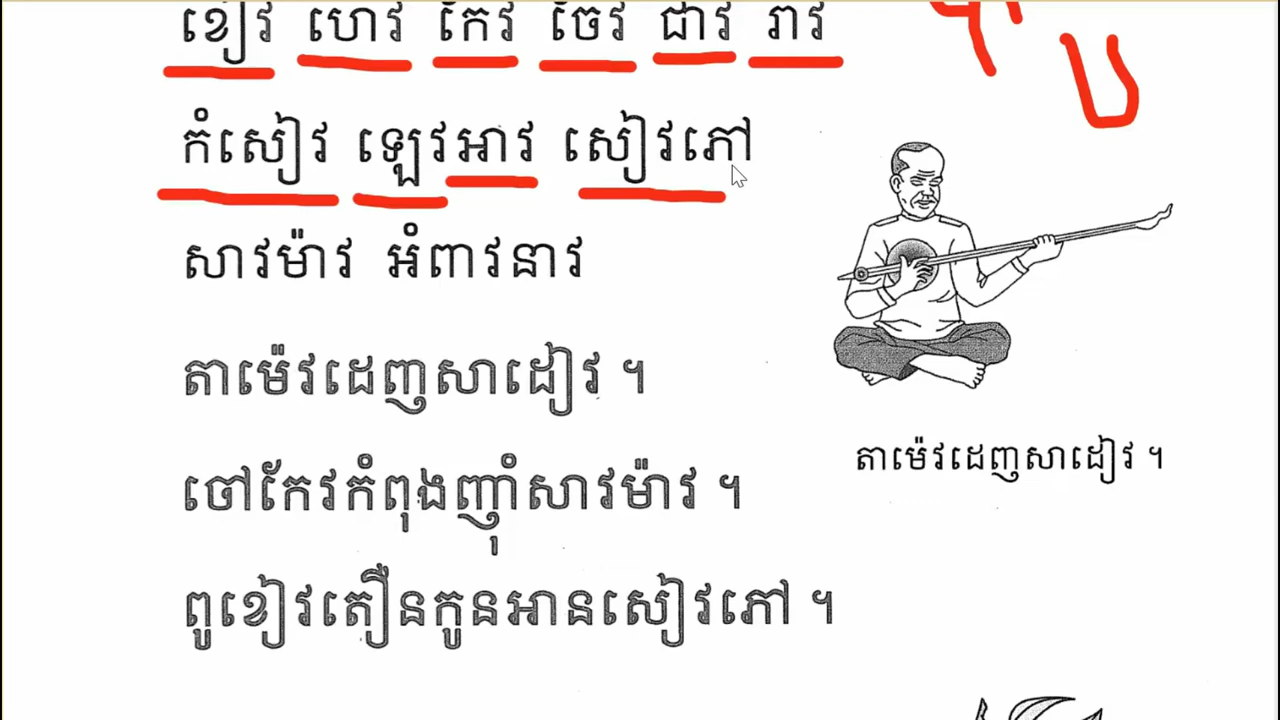 ខៀវ ហេវ កែវ ចែវ ជាវ រាវ
កំសៀវ ឡេវអាវ សៀវភៅ
សាវម៉ាវ អំពាវនាវ
តាម៉េវដេញសាដៀវ ។
តាម៉េវដេញសាដៀវ ។
ចៅកែវកំពុងញ៉ាំសាវម៉ាវ ។
ពូខៀវតឿនកូនអានសៀវភៅ ។